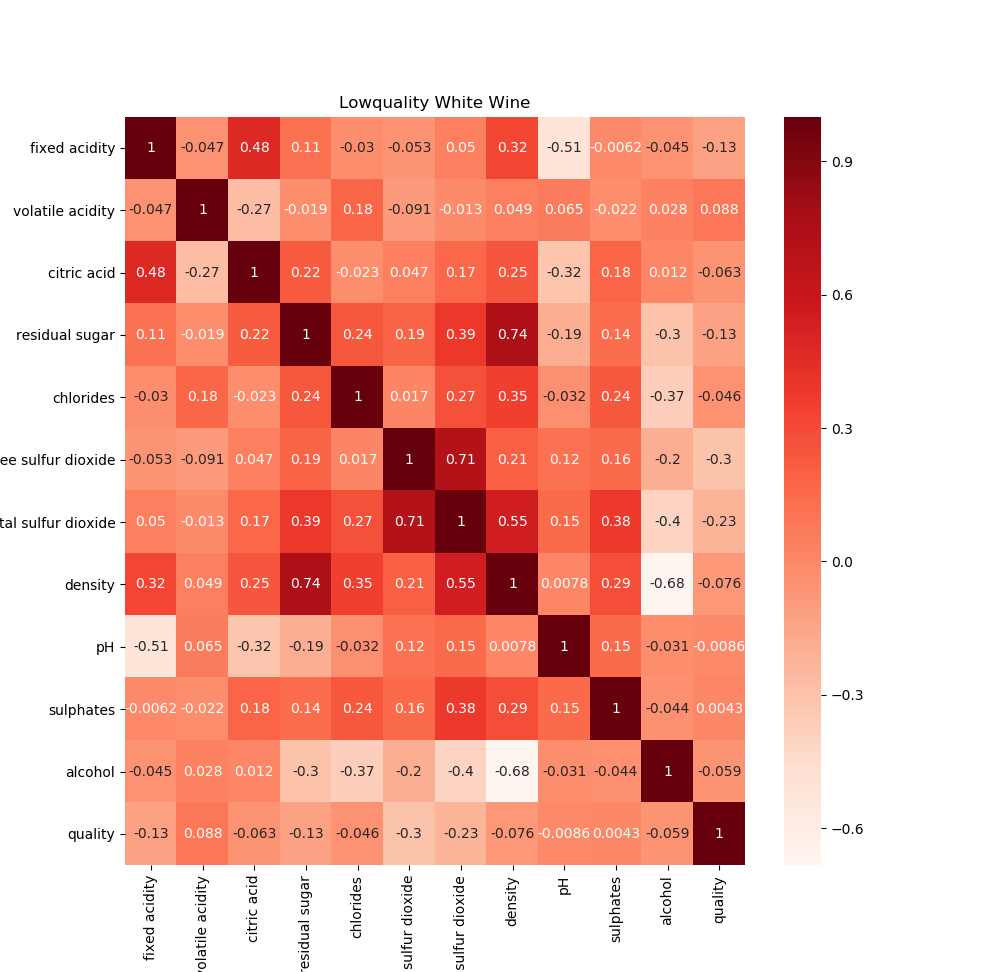 Lowquality White Wine
fixed acidity 1 -0.047 0.48 0.11 -0.03 -0.053 0.05 0.32 -0.51 -0.0062 -0.045 -0.13
volatile acidity -0.047 1 -0.27 -0.019 0.18 -0.091 -0.013 0.049 0.065 -0.022 0.028 0.088
citric acid 0.48 -0.27 1 0.22 -0.023 0.047 0.17 0.25 -0.32 0.18 0.012 -0.063
residual sugar 0.11 -0.019 0.22 1 0.24 0.19 0.39 0.74 -0.19 0.14 -0.3 -0.13
chlorides -0.03 0.18 -0.023 0.24 1 0.017 0.27 0.35 -0.032 0.24 -0.37 -0.046
ee sulfur dioxide -0.053 -0.091 0.047 0.19 0.017 1 0.71 0.21 0.12 0.16 -0.2 -0.3
tal sulfur dioxide 0.05 -0.013 0.17 0.39 0.27 0.71 1 0.55 0.15 0.38 -0.4 -0.23
density 0.32 0.049 0.25 0.74 0.35 0.21 0.55 1 0.0078 0.29 -0.68 -0.076
pH -0.51 0.065 -0.32 -0.19 -0.032 0.12 0.15 0.0078 1 0.15 -0.031 -0.0086
sulphates -0.0062 -0.022 0.18 0.14 0.24 0.16 0.38 0.29 0.15 1 -0.044 0.0043
alcohol -0.045 0.028 0.012 -0.3 -0.37 -0.2 -0.4 -0.68 -0.031 -0.044 1 -0.059
quality -0.13 0.088 -0.063 -0.13 -0.046 -0.3 -0.23 -0.076 -0.0086 0.0043 -0.059 1
fixed acidity
volatile acidity
citric acid
residual sugar
chlorides
sulfur dioxide
sulfur dioxide
density
pH
sulphates
alcohol
quality
0.9
0.6
0.3
0.0
−0.3
−0.6